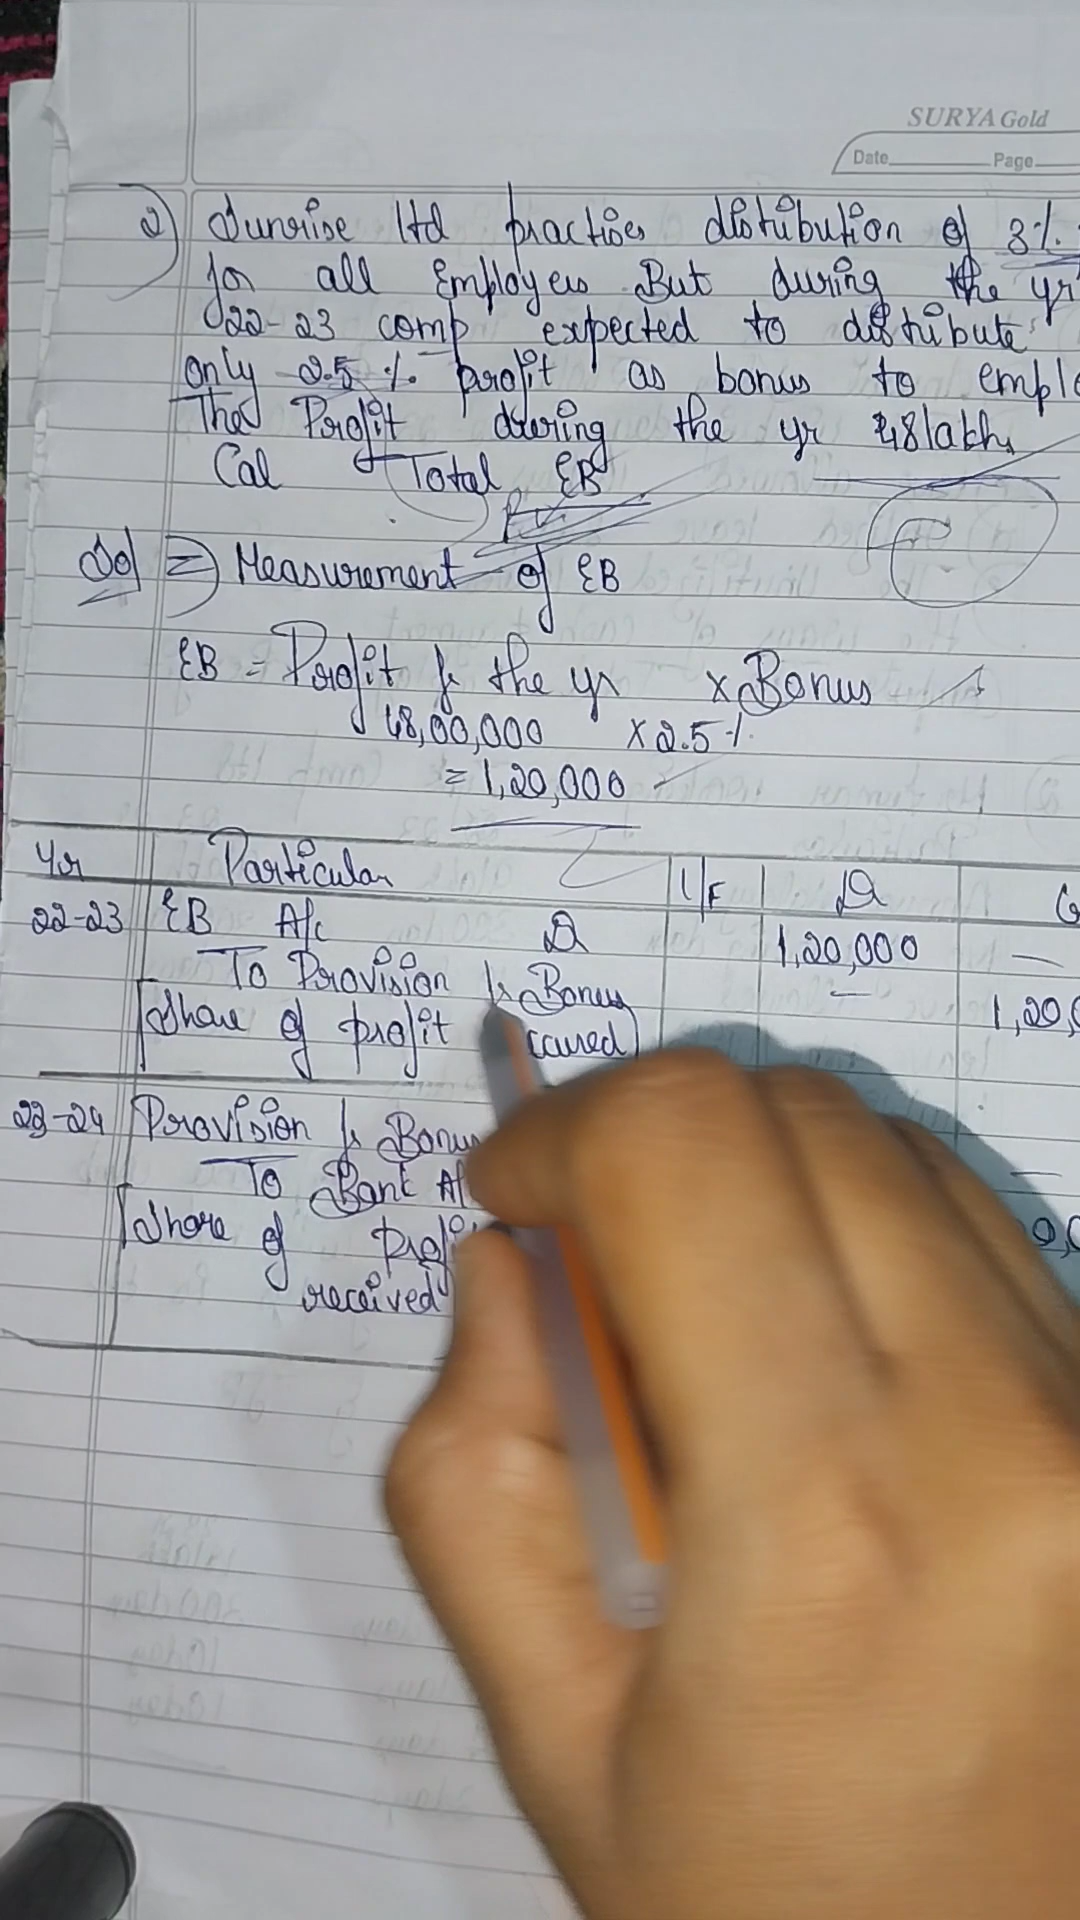 SURYA Gold
Date Page
2) Sunrise ltd practices distribution of 3%
for all Employees But during the yr
22-23 comp expected to distribute
only 2.5 % profit as bonus to empl
The Profit during the yr ₹48lakh
Cal Total EB
Sol => Measurement of EB
EB = Profit for the yr x Bonus
48,00,000 x 2.5%
= 1,20,000
Yr Particular L/F Dr
22-23 EB A/c Dr 1,20,000 —
To Provision for Bonus — 1,20,0
[Share of profit
23-24 Provision for Bonus
To Bank A/ —
[Share of
received